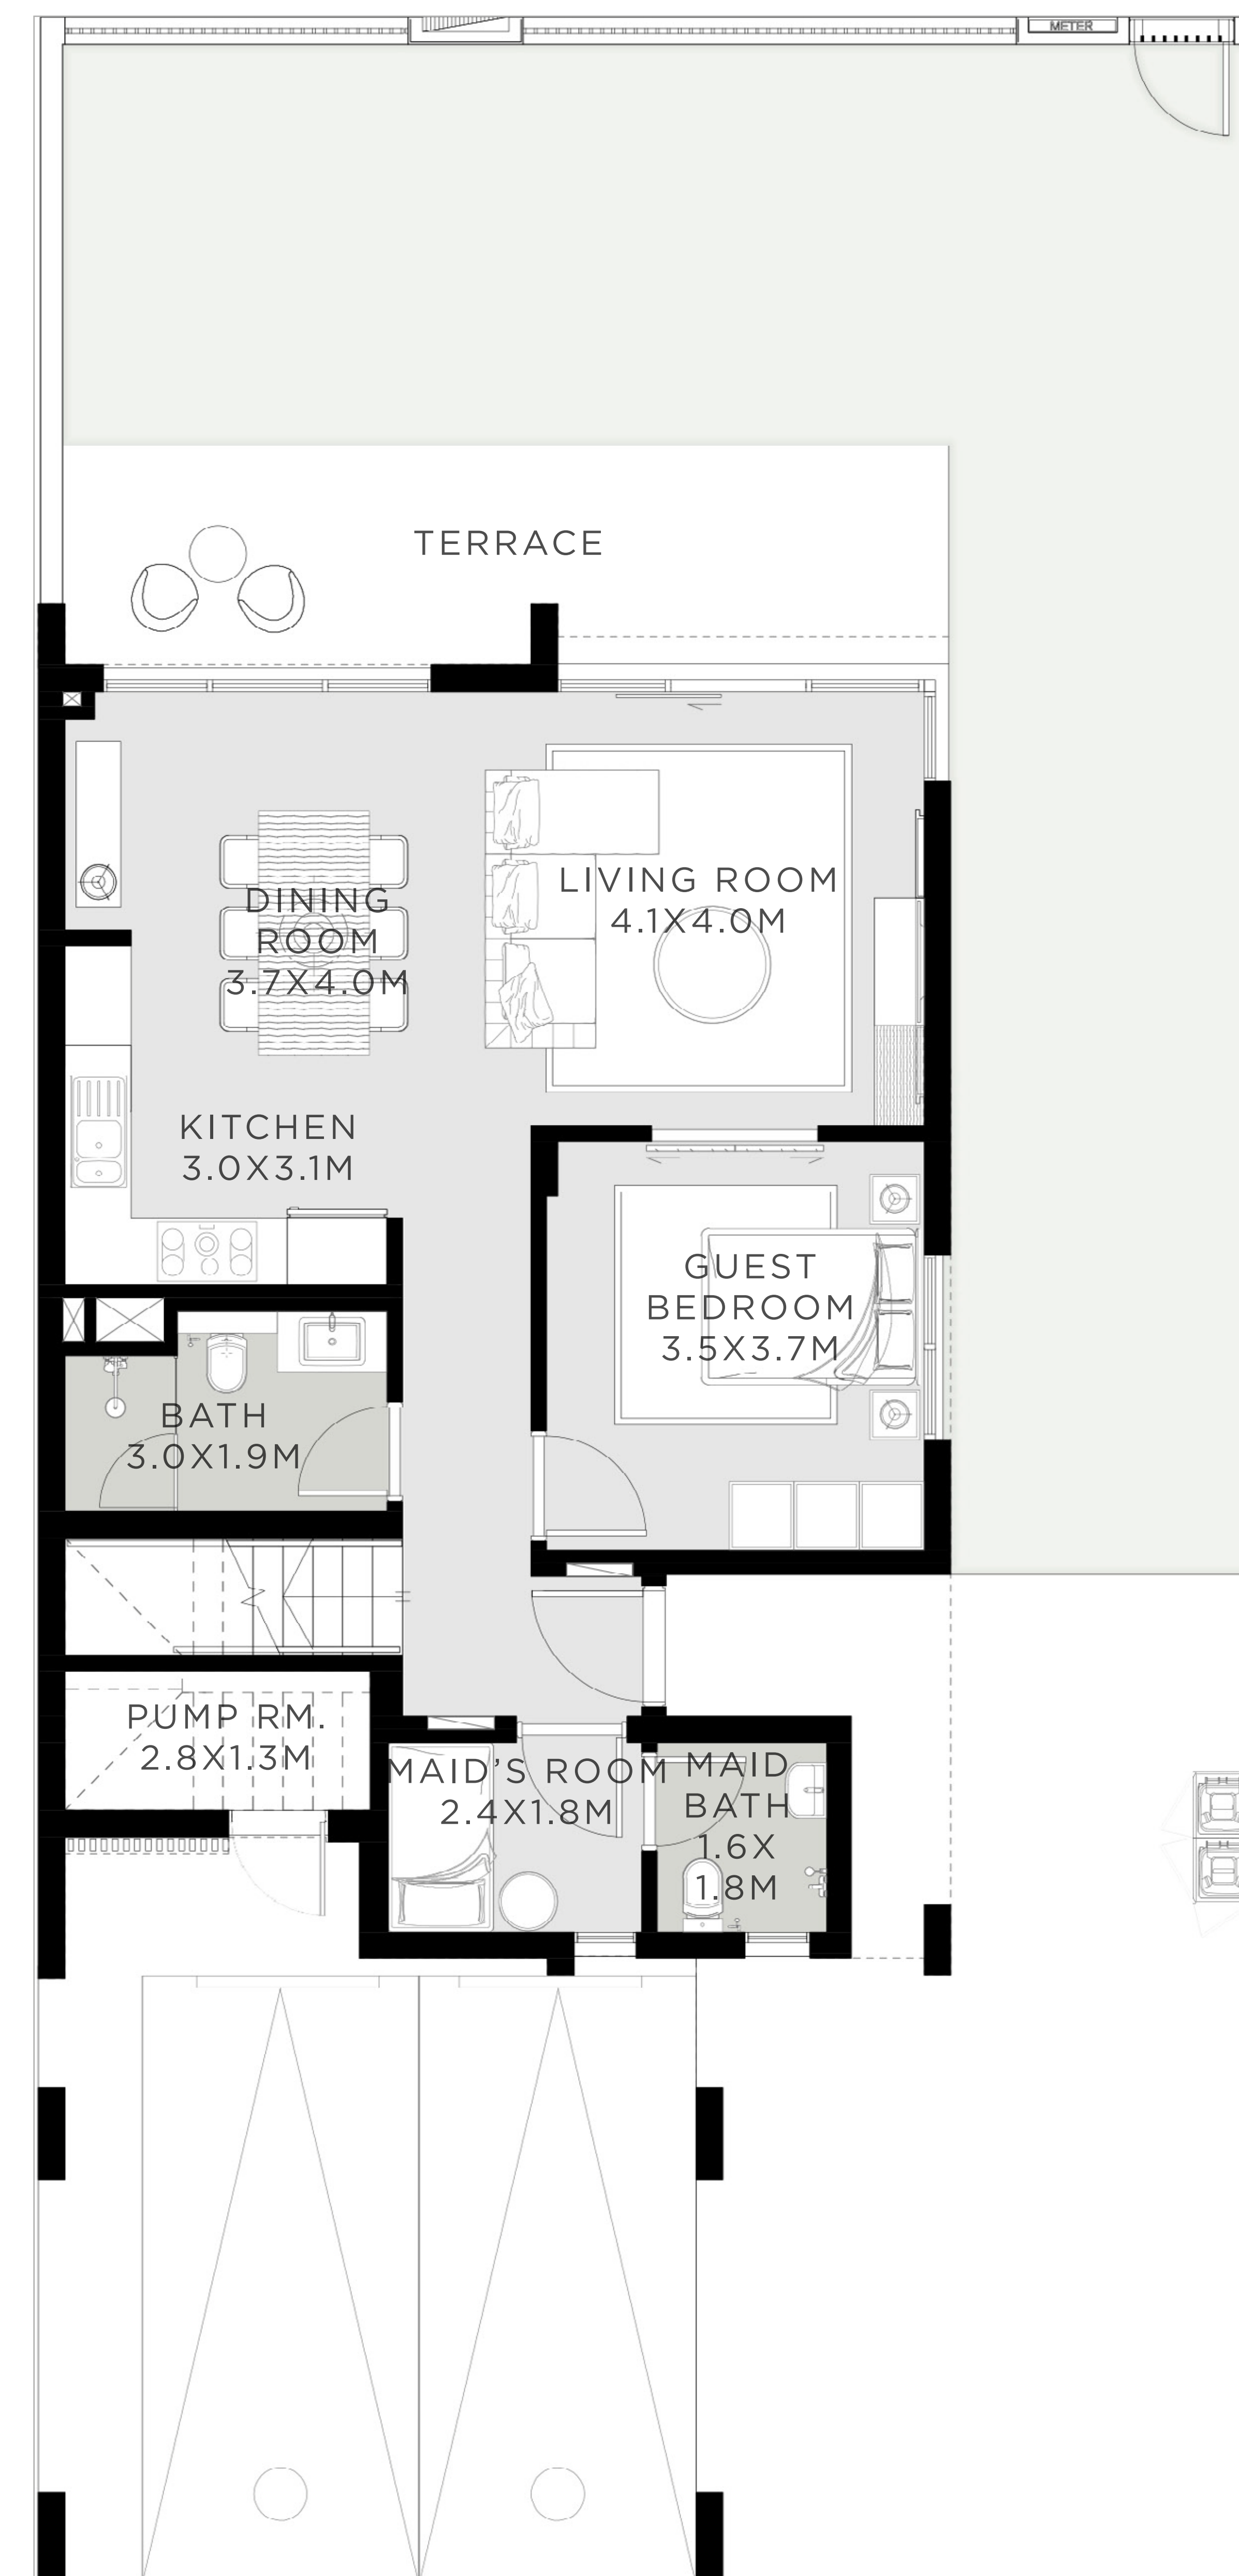 METER
TERRACE
LIVING ROOM
4.1X4.0M
DINING
ROOM
3.7X4.0M
KITCHEN
3.0X3.1M
GUEST
BEDROOM
3.5X3.7M
BATH
3.0X1.9M
PUMP RM.
2.8X1.3M
MAID'S ROOM
2.4X1.8M
MAID
BATH
1.6X
1.8M